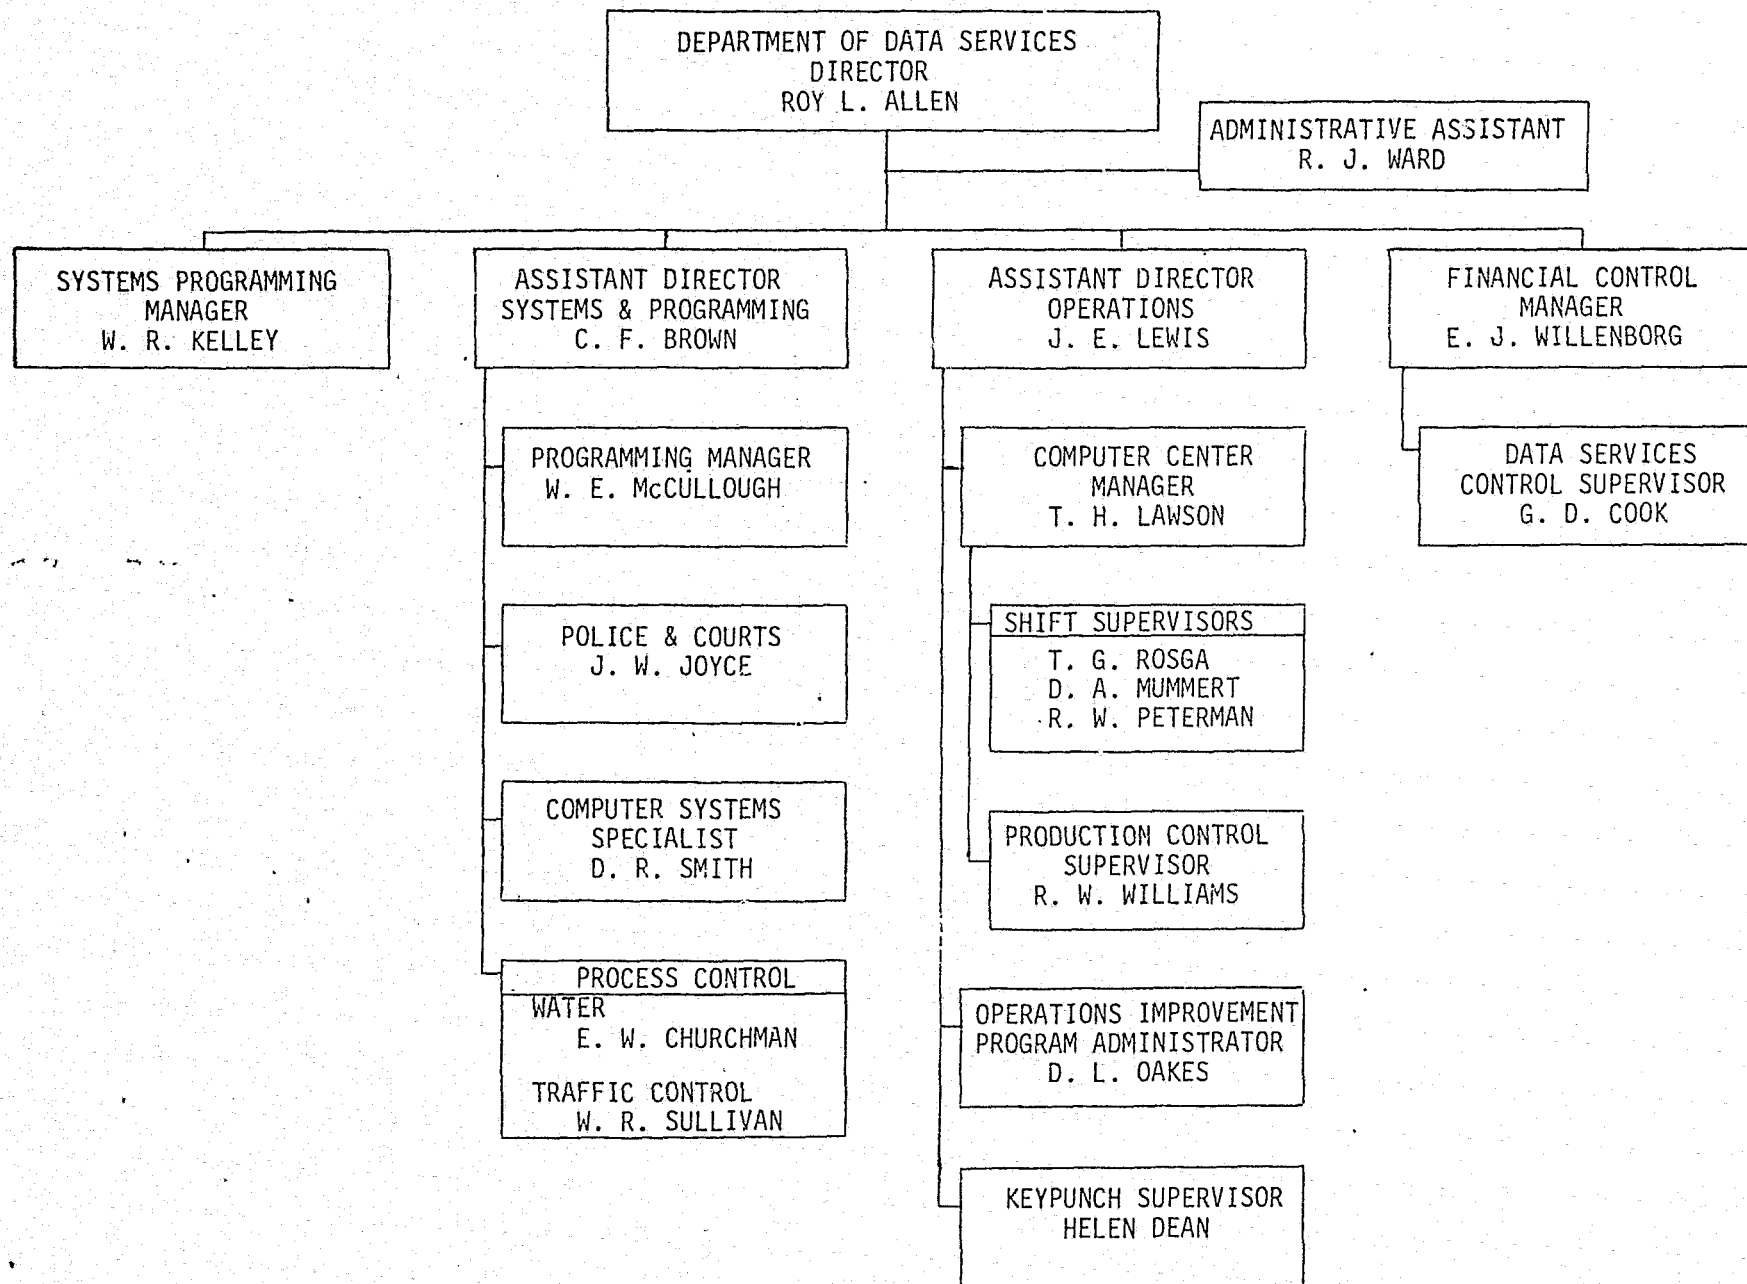 DEPARTMENT OF DATA SERVICES
DIRECTOR
ROY L. ALLEN
ADMINISTRATIVE ASSISTANT
R. J. WARD
SYSTEMS PROGRAMMING
MANAGER
W. R. KELLEY
ASSISTANT DIRECTOR
SYSTEMS & PROGRAMMING
C. F. BROWN
PROGRAMMING MANAGER
W. E. McCULLOUGH
POLICE & COURTS
J. W. JOYCE
COMPUTER SYSTEMS
SPECIALIST
D. R. SMITH
PROCESS CONTROL
WATER
E. W. CHURCHMAN
TRAFFIC CONTROL
W. R. SULLIVAN
ASSISTANT DIRECTOR
OPERATIONS
J. E. LEWIS
COMPUTER CENTER
MANAGER
T. H. LAWSON
SHIFT SUPERVISORS
T. G. ROSGA
D. A. MUMMERT
R. W. PETERMAN
PRODUCTION CONTROL
SUPERVISOR
R. W. WILLIAMS
OPERATIONS IMPROVEMENT
PROGRAM ADMINISTRATOR
D. L. OAKES
KEYPUNCH SUPERVISOR
HELEN DEAN
FINANCIAL CONTROL
MANAGER
E. J. WILLENBORG
DATA SERVICES
CONTROL SUPERVISOR
G. D. COOK